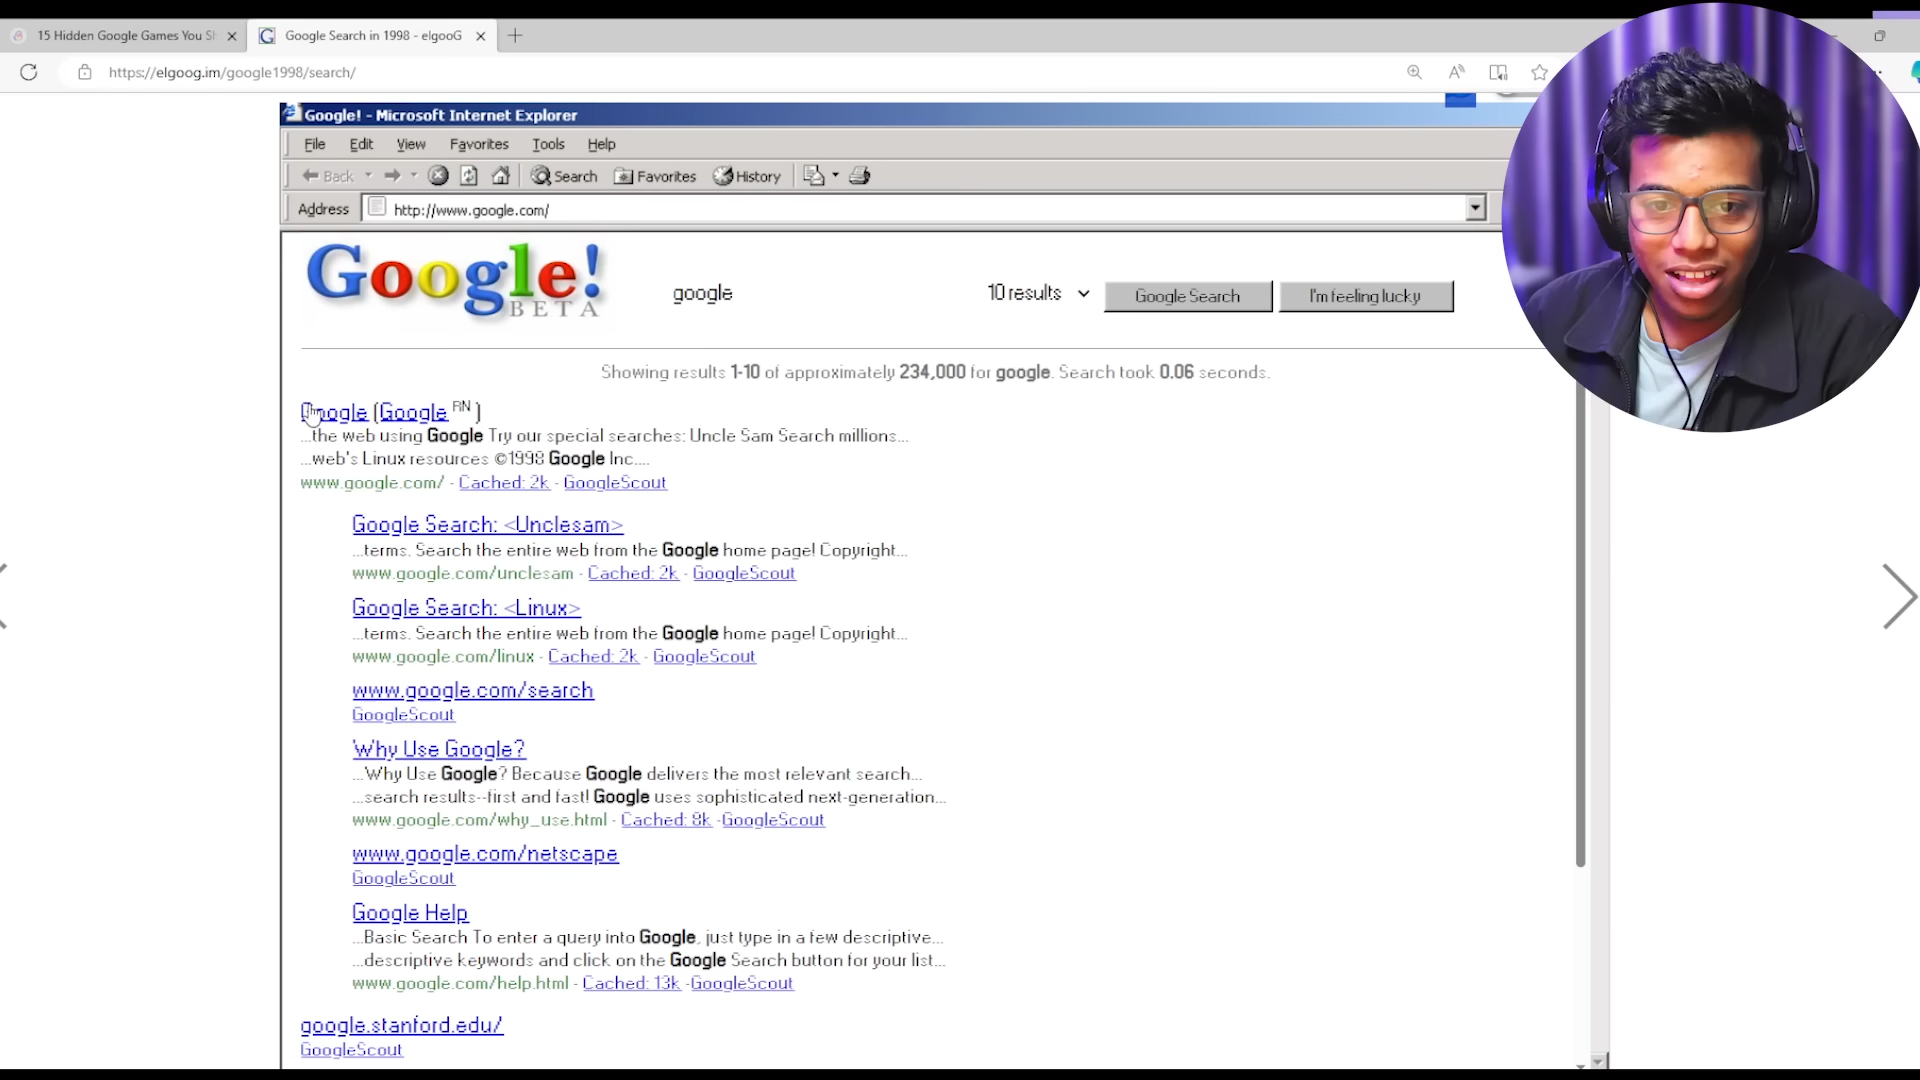 15 Hidden Google Games You Sh
Google Search in 1998 - elgooG
https://elgoog.im/google1998/search/
Google! - Microsoft Internet Explorer
File Edit View Favorites Tools Help
Back Search Favorites History
Address http://www.google.com/
Google! BETA
google 10 results Google Search I'm feeling lucky
Showing results 1-10 of approximately 234,000 for google. Search took 0.06 seconds.
Google (Google RN )
...the web using Google Try our special searches: Uncle Sam Search millions...
...web's Linux resources ©1998 Google Inc....
www.google.com/ - Cached: 2k - GoogleScout
Google Search: <Unclesam>
...terms. Search the entire web from the Google home page! Copyright...
www.google.com/unclesam - Cached: 2k - GoogleScout
Google Search: <Linux>
...terms. Search the entire web from the Google home page! Copyright...
www.google.com/linux - Cached: 2k - GoogleScout
www.google.com/search
GoogleScout
Why Use Google?
...Why Use Google? Because Google delivers the most relevant search...
...search results--first and fast! Google uses sophisticated next-generation...
www.google.com/why_use.html - Cached: 8k -GoogleScout
www.google.com/netscape
GoogleScout
Google Help
...Basic Search To enter a query into Google, just type in a few descriptive...
...descriptive keywords and click on the Google Search button for your list...
www.google.com/help.html - Cached: 13k -GoogleScout
google.stanford.edu/
GoogleScout